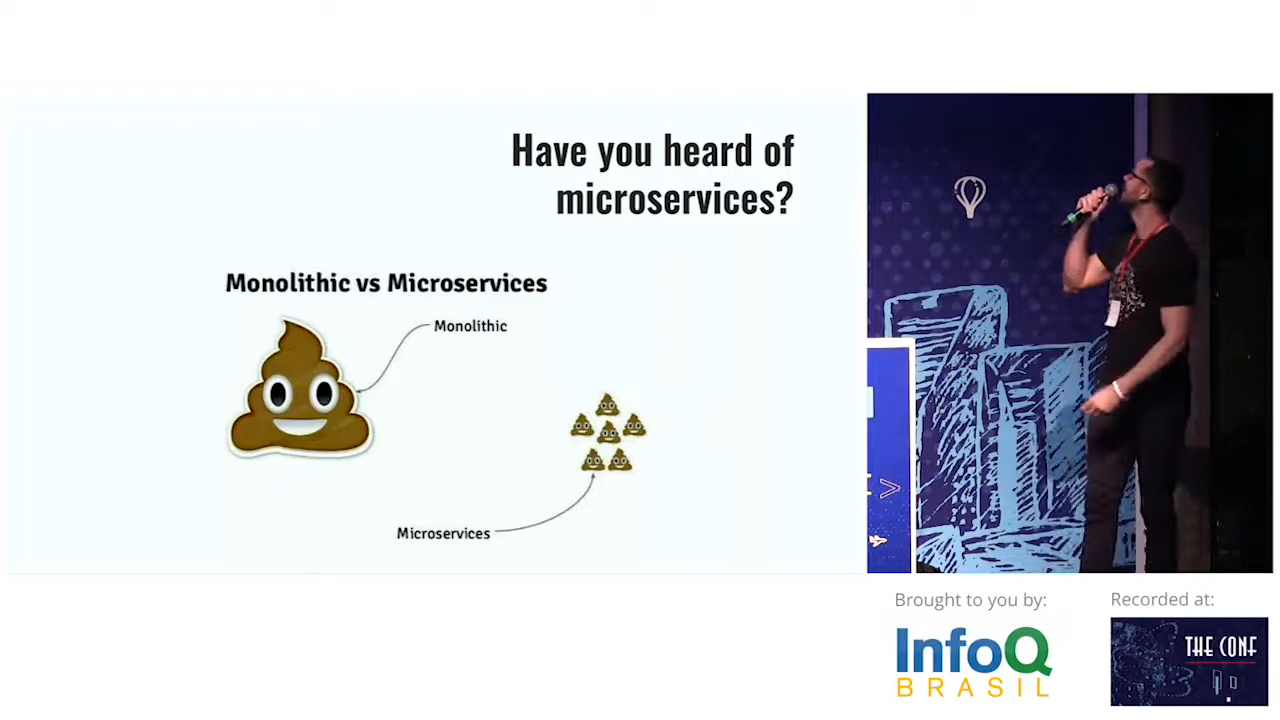 Have you heard of
microservices?
Monolithic vs Microservices
Monolithic
Microservices
Brought to you by:
Recorded at:
InfoQ
BRASIL
THE CONF